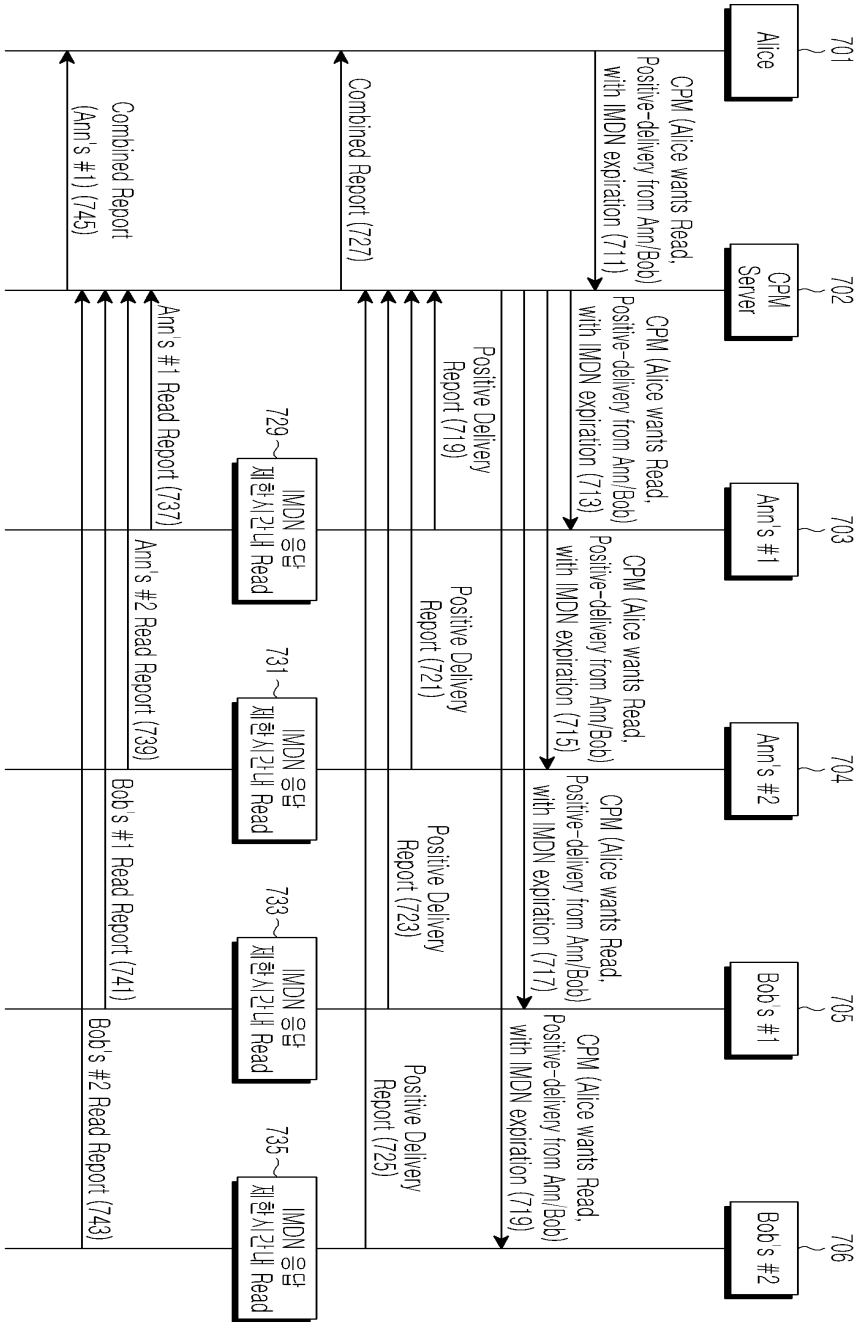 701
Alice
702
CPM
Server
703
Ann's #1
704
Ann's #2
705
Bob's #1
706
Bob's #2
CPM (Alice wants Read,
Positive-delivery from Ann/Bob)
with IMDN expiration (711)
CPM (Alice wants Read,
Positive-delivery from Ann/Bob)
with IMDN expiration (713)
CPM (Alice wants Read,
Positive-delivery from Ann/Bob)
with IMDN expiration (715)
CPM (Alice wants Read,
Positive-delivery from Ann/Bob)
with IMDN expiration (717)
CPM (Alice wants Read,
Positive-delivery from Ann/Bob)
with IMDN expiration (719)
Positive Delivery
Report (719)
Positive Delivery
Report (721)
Positive Delivery
Report (723)
Positive Delivery
Report (725)
Combined Report (727)
729
IMDN 응답
제한시간내 Read
731
IMDN 응답
제한시간내 Read
733
IMDN 응답
제한시간내 Read
735
IMDN 응답
제한시간내 Read
Ann's #1 Read Report (737)
Ann's #2 Read Report (739)
Bob's #1 Read Report (741)
Bob's #2 Read Report (743)
Combined Report
(Ann's #1) (745)